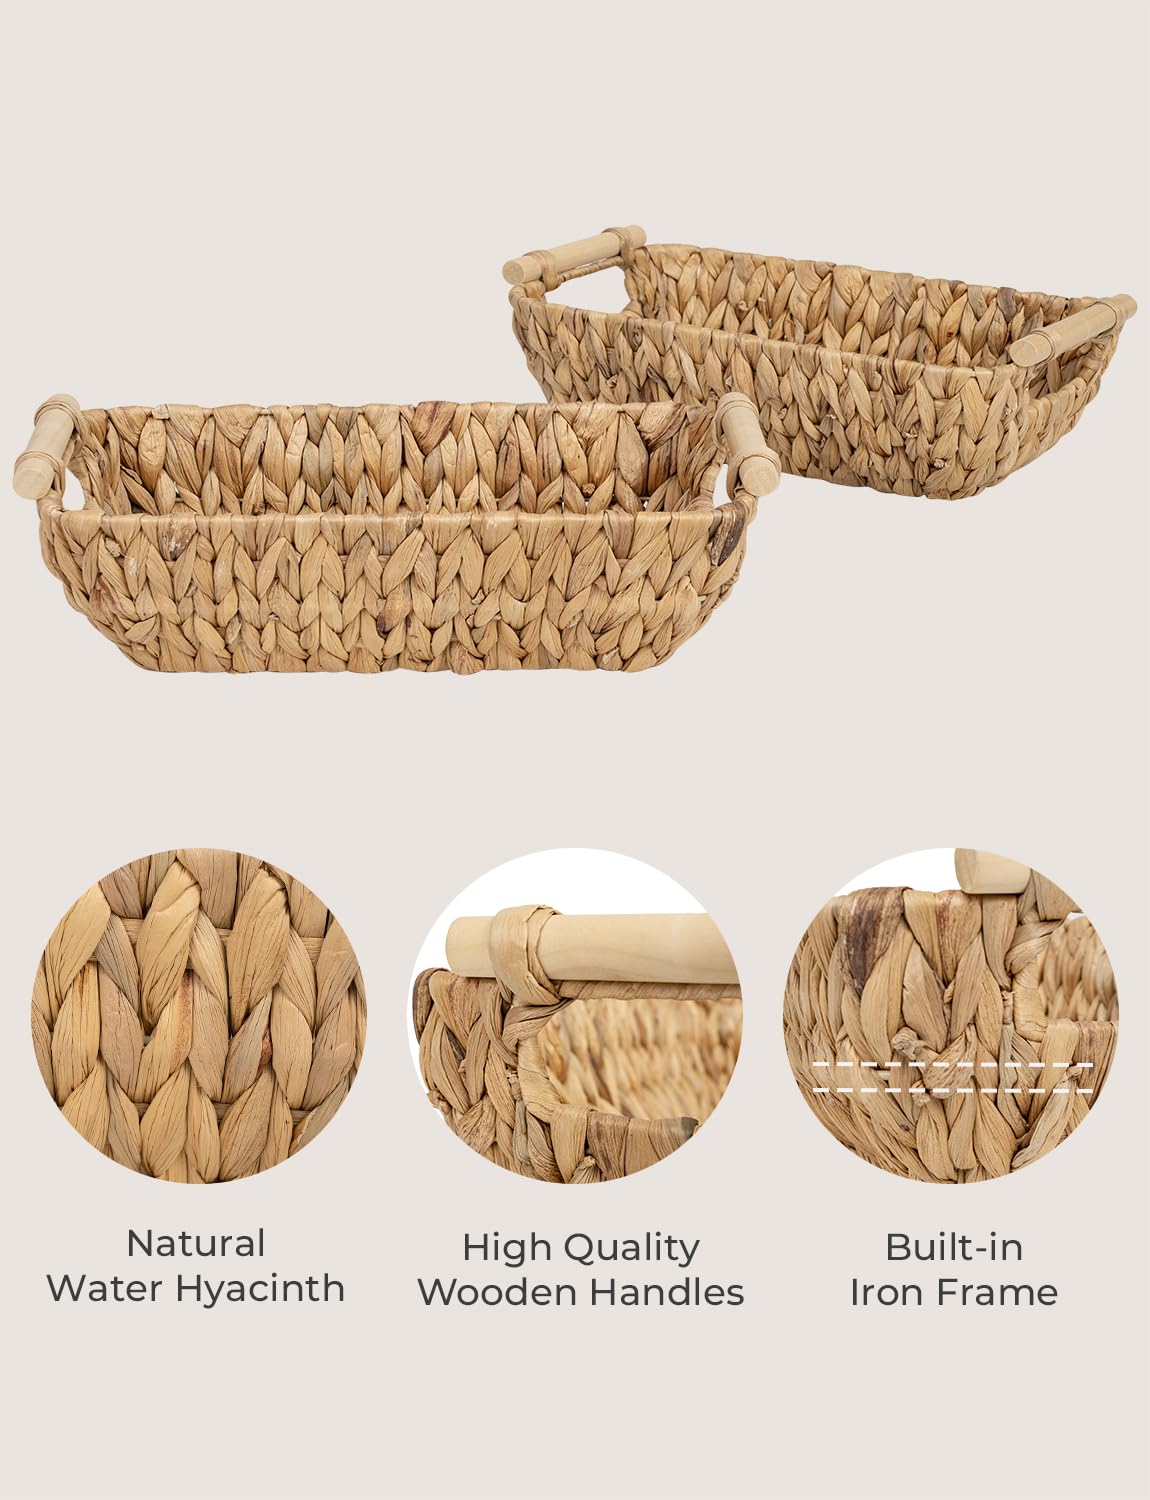 Natural
Water Hyacinth
High Quality
Wooden Handles
Built-in
Iron Frame